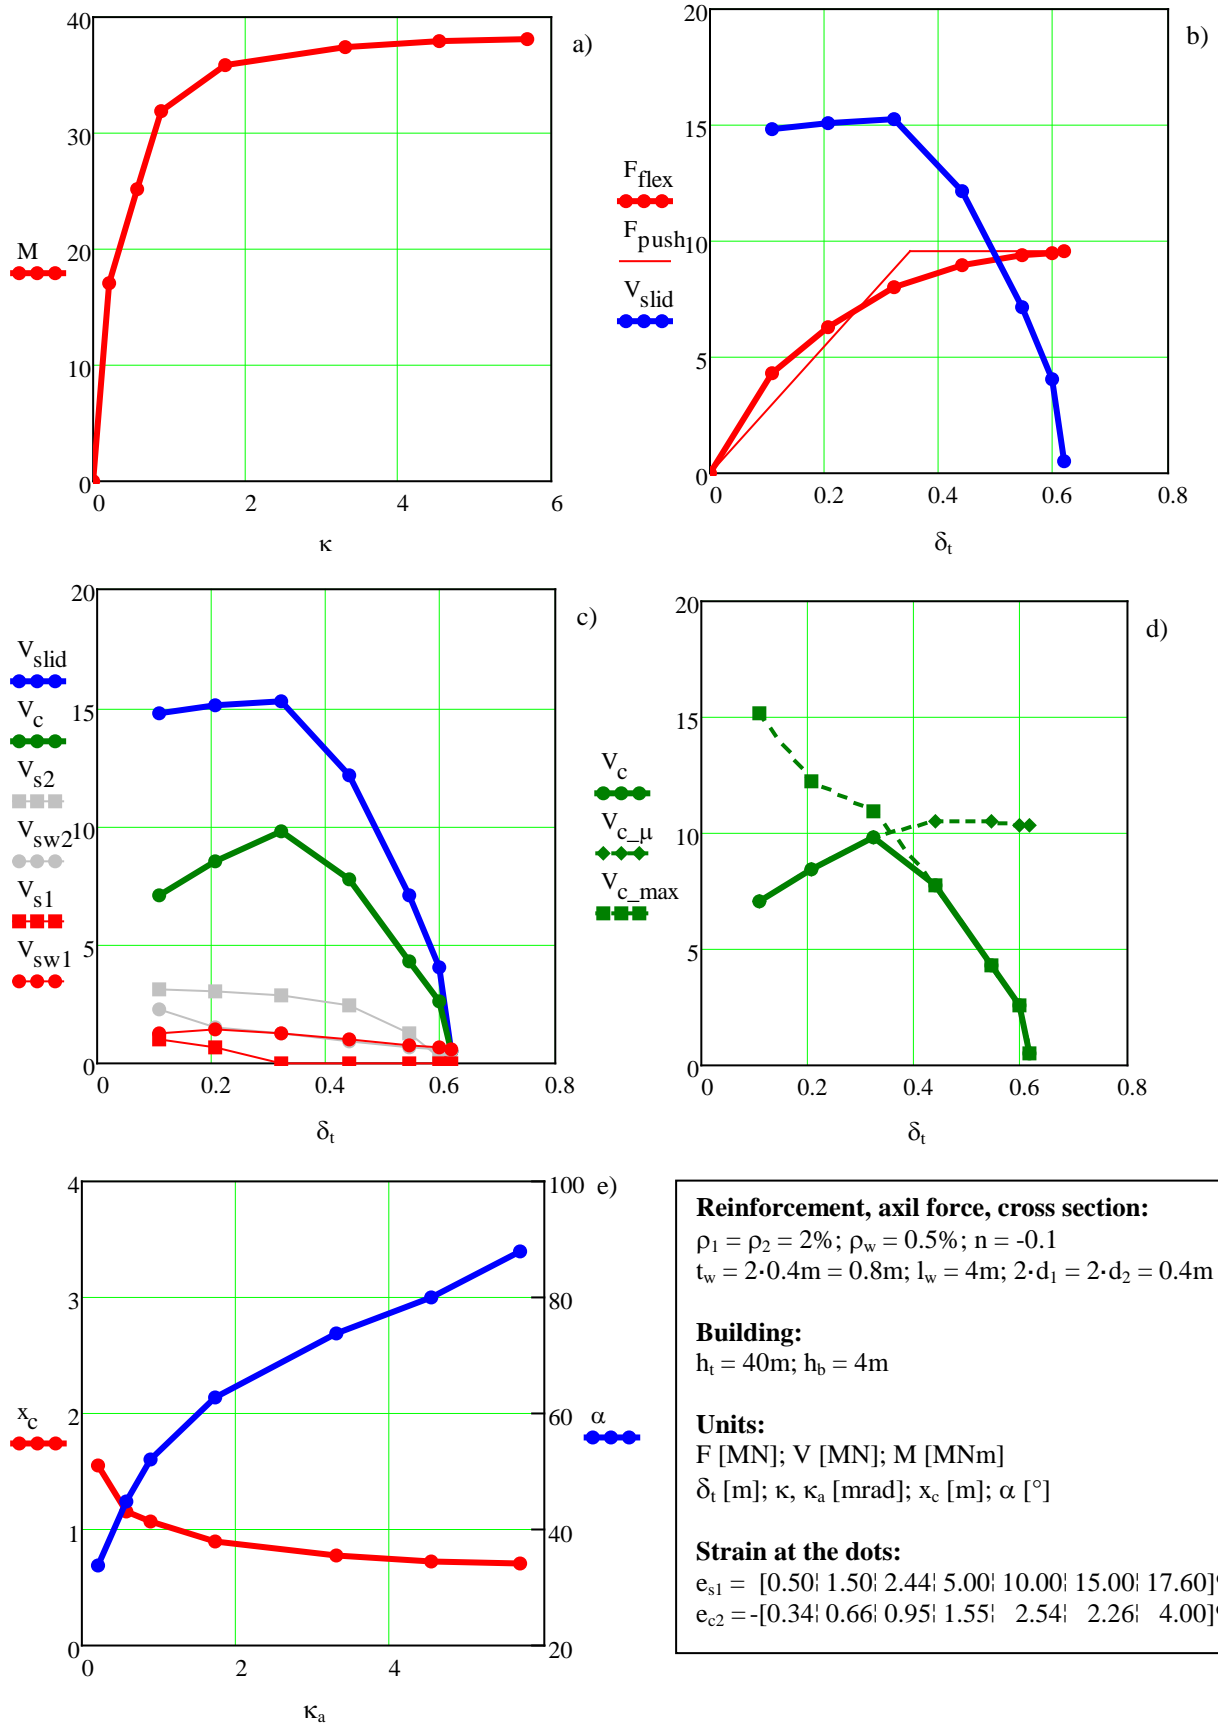 a)
40
30
20
10
0
M
0
2
4
6
κ
b)
20
15
10
5
0
F_flex
F_push
V_slid
0
0.2
0.4
0.6
0.8
δ_t
c)
20
15
10
5
0
V_slid
V_c
V_s2
V_sw2
V_s1
V_sw1
0
0.2
0.4
0.6
0.8
δ_t
d)
20
15
10
5
0
V_c
V_c_μ
V_c_max
0
0.2
0.4
0.6
0.8
δ_t
e)
4
3
2
1
0
x_c
100
80
60
40
20
α
0
2
4
κ_a
Reinforcement, axil force, cross section:
ρ₁ = ρ₂ = 2%; ρ_w = 0.5%; n = -0.1
t_w = 2·0.4m = 0.8m; l_w = 4m; 2·d₁ = 2·d₂ = 0.4m
Building:
h_t = 40m; h_b = 4m
Units:
F [MN]; V [MN]; M [MNm]
δ_t [m]; κ, κ_a [mrad]; x_c [m]; α [°]
Strain at the dots:
e_s1 = [0.50¦ 1.50¦ 2.44¦ 5.00¦ 10.00¦ 15.00¦ 17.60]
e_c2 = -[0.34¦ 0.66¦ 0.95¦ 1.55¦ 2.54¦ 2.26¦ 4.00]